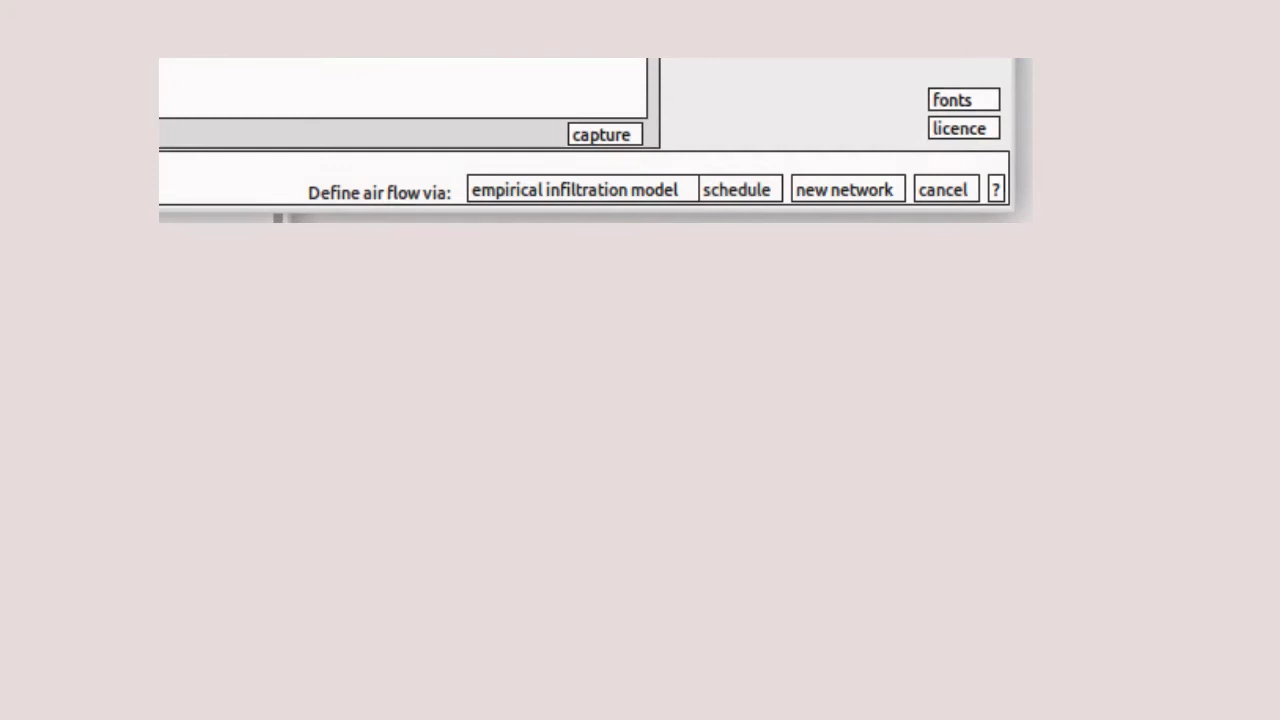 fonts
capture
licence
Define air flow via: empirical infiltration model schedule new network cancel ?